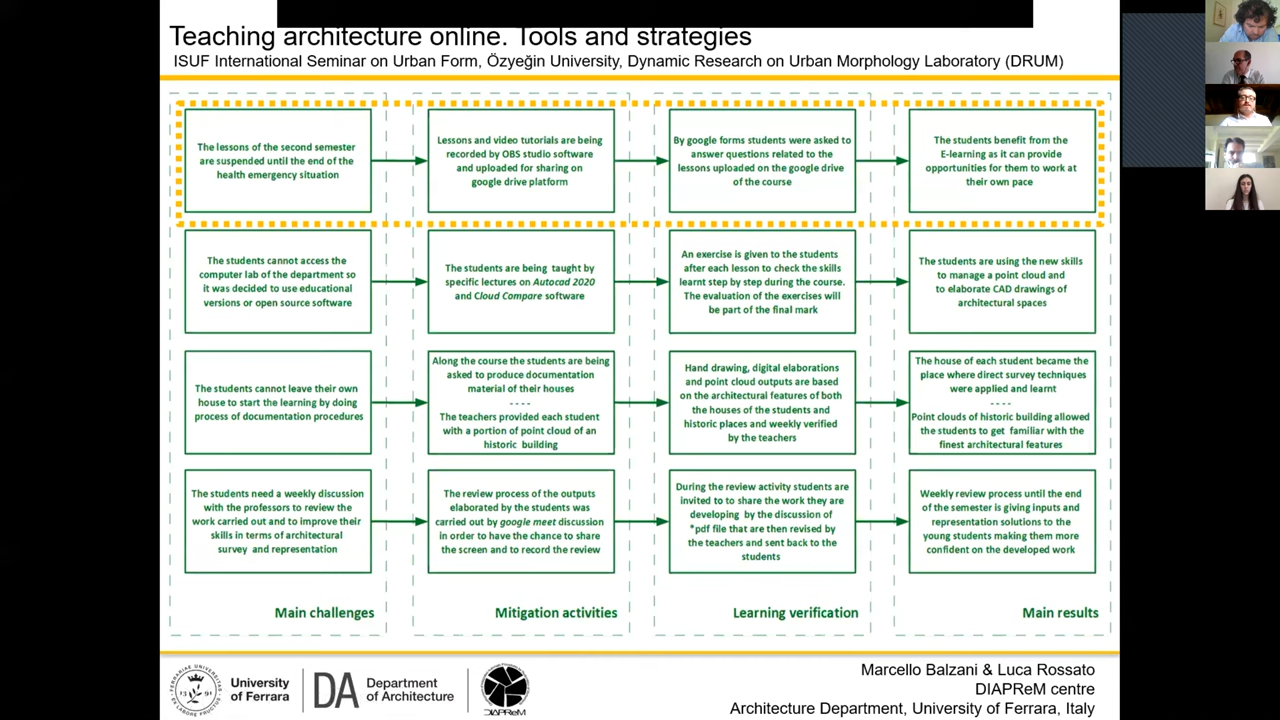 Teaching architecture online. Tools and strategies
ISUF International Seminar on Urban Form, Özyeğin University, Dynamic Research on Urban Morphology Laboratory (DRUM)
The lessons of the second semester
are suspended until the end of the
health emergency situation
Lessons and video tutorials are being
recorded by OBS studio software
and uploaded for sharing on
google drive platform
By google forms students were asked to
answer questions related to the
lessons uploaded on the google drive
of the course
The students benefit from the
E-learning as it can provide
opportunities for them to work at
their own pace
The students cannot access the
computer lab of the department so
it was decided to use educational
versions or open source software
The students are being taught by
specific lectures on Autocad 2020
and Cloud Compare software
An exercise is given to the students
after each lesson to check the skills
learnt step by step during the course.
The evaluation of the exercises will
be part of the final mark
The students are using the new skills
to manage a point cloud and
to elaborate CAD drawings of
architectural spaces
The students cannot leave their own
house to start the learning by doing
process of documentation procedures
Along the course the students are being
asked to produce documentation
material of their houses
- - - -
The teachers provided each student
with a portion of point cloud of an
historic building
Hand drawing, digital elaborations
and point cloud outputs are based
on the architectural features of both
the houses of the students and
historic places and weekly verified
by the teachers
The house of each student became the
place where direct survey techniques
were applied and learnt
- - - -
Point clouds of historic building allowed
the students to get familiar with the
finest architectural features
The students need a weekly discussion
with the professors to review the
work carried out and to improve their
skills in terms of architectural
survey and representation
The review process of the outputs
elaborated by the students was
carried out by google meet discussion
in order to have the chance to share
the screen and to record the review
During the review activity students are
invited to to share the work they are
developing by the discussion of
*pdf file that are then revised by
the teachers and sent back to the
students
Weekly review process until the end
of the semester is giving inputs and
representation solutions to the
young students making them more
confident on the developed work
Main challenges
Mitigation activities
Learning verification
Main results
University
of Ferrara
DA
Department
of Architecture
DIAPReM
Marcello Balzani & Luca Rossato
DIAPReM centre
Architecture Department, University of Ferrara, Italy